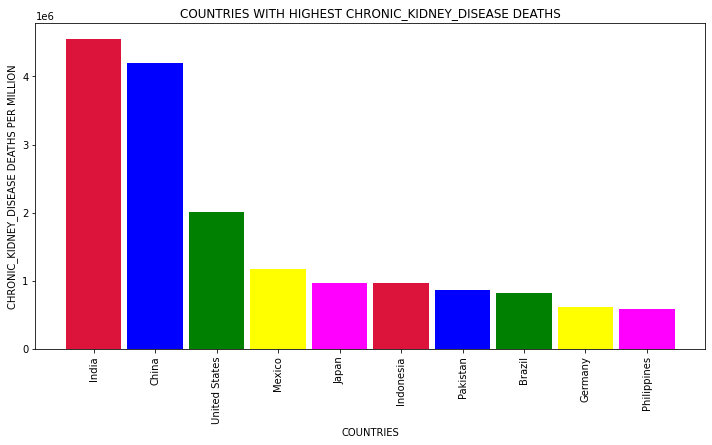 COUNTRIES WITH HIGHEST CHRONIC_KIDNEY_DISEASE DEATHS
1e6
CHRONIC_KIDNEY_DISEASE DEATHS PER MILLION
4
3
2
1
0
India
China
United States
Mexico
Japan
Indonesia
Pakistan
Brazil
Germany
Philippines
COUNTRIES